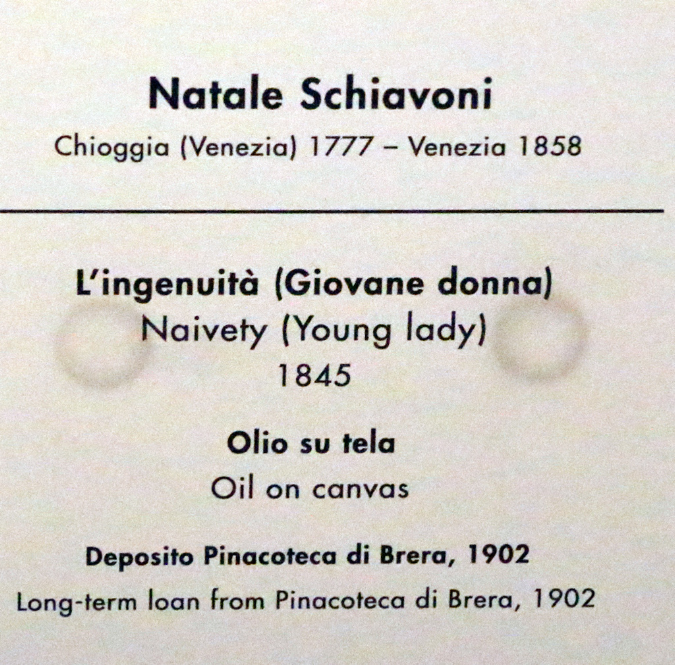 Natale Schiavoni
Chioggia (Venezia) 1777 – Venezia 1858
L'ingenuità (Giovane donna)
Naivety (Young lady)
1845
Olio su tela
Oil on canvas
Deposito Pinacoteca di Brera, 1902
Long-term loan from Pinacoteca di Brera, 1902